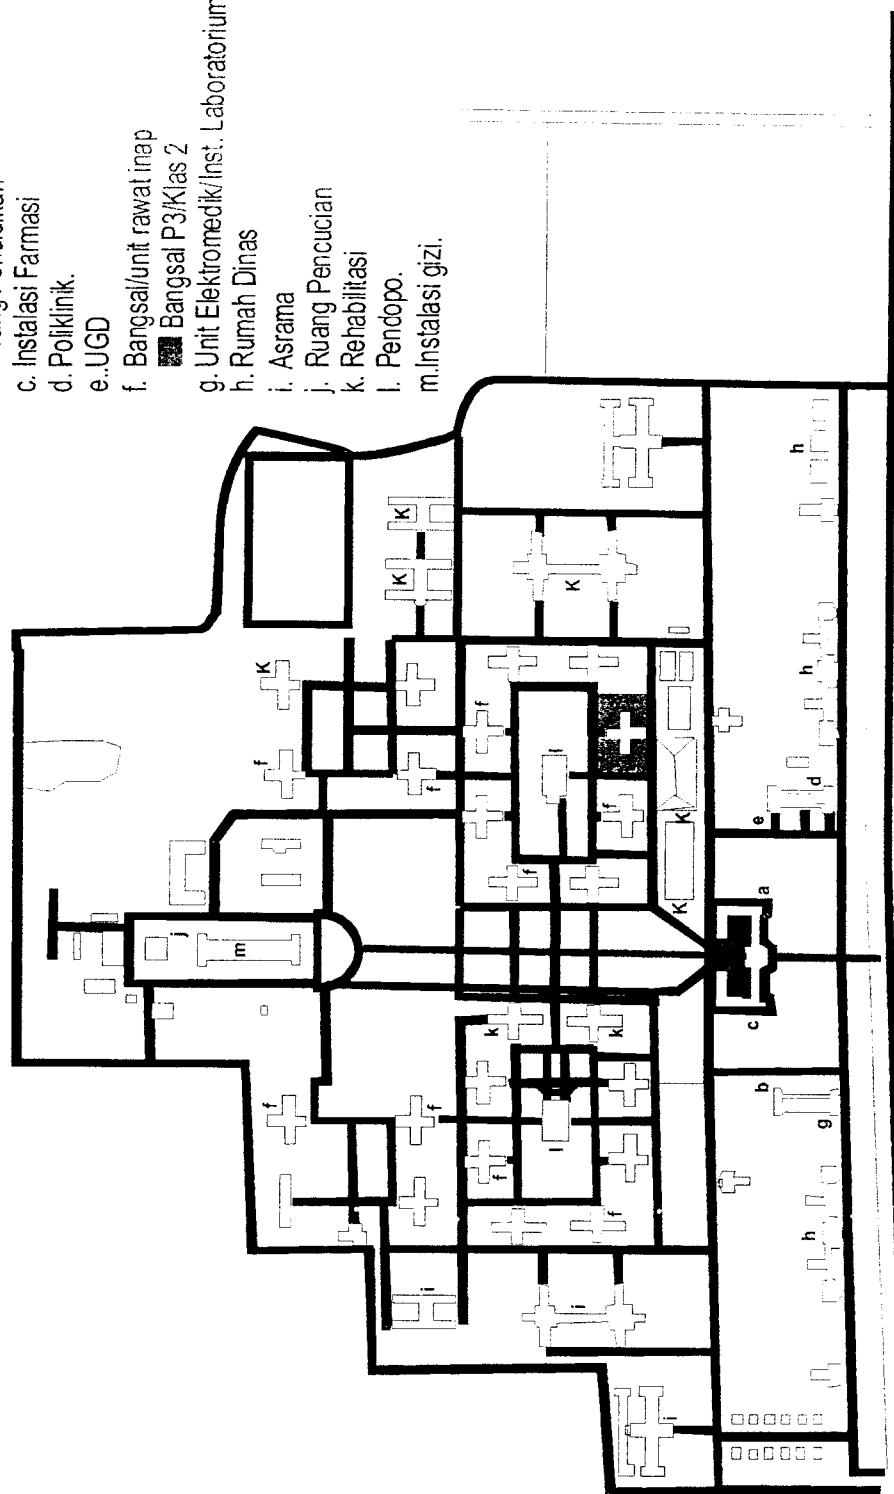 c. Instalasi Farmasi
d. Poliklinik.
e..UGD
f. Bangsal/unit rawat inap
Bangsal P3/Klas 2
g. Unit Elektromedik/Inst. Laboratorium
h. Rumah Dinas
i. Asrama
j. Ruang Pencucian
k. Rehabilitasi
l. Pendopo.
m.Instalasi gizi.
j
m
f
f
K
f
f
K
K
i
f
k
f
f
l
l
i
K
f
k
f
i
K
K
b
c
a
e
g
h
d
h
h